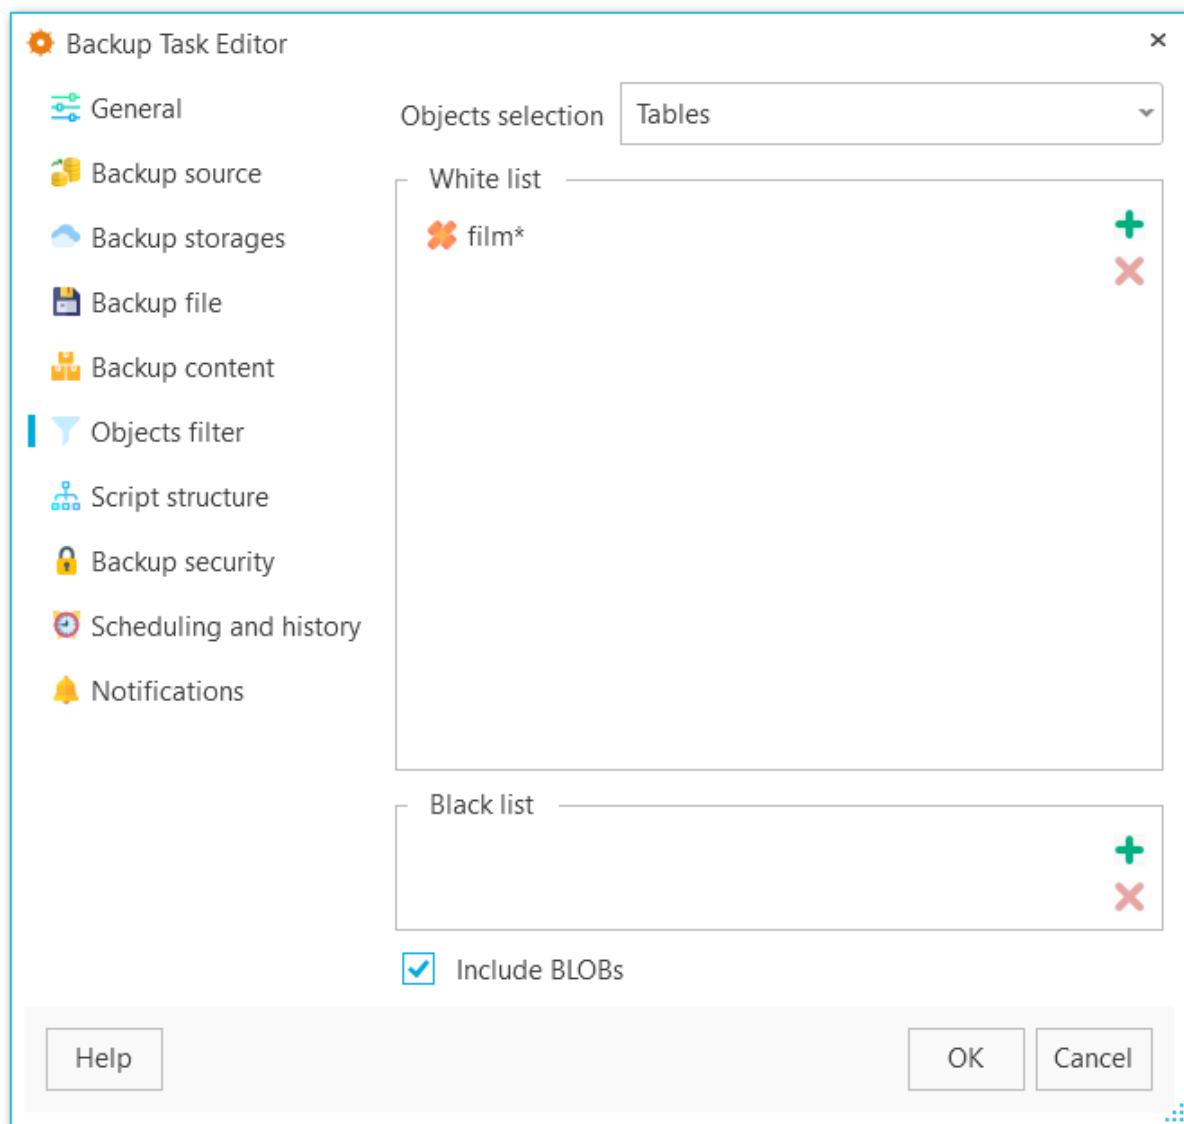 Backup Task Editor
General
Backup source
Backup storages
Backup file
Backup content
Objects filter
Script structure
Backup security
Scheduling and history
Notifications
Objects selection
Tables
White list
film*
Black list
Include BLOBs
Help
OK
Cancel